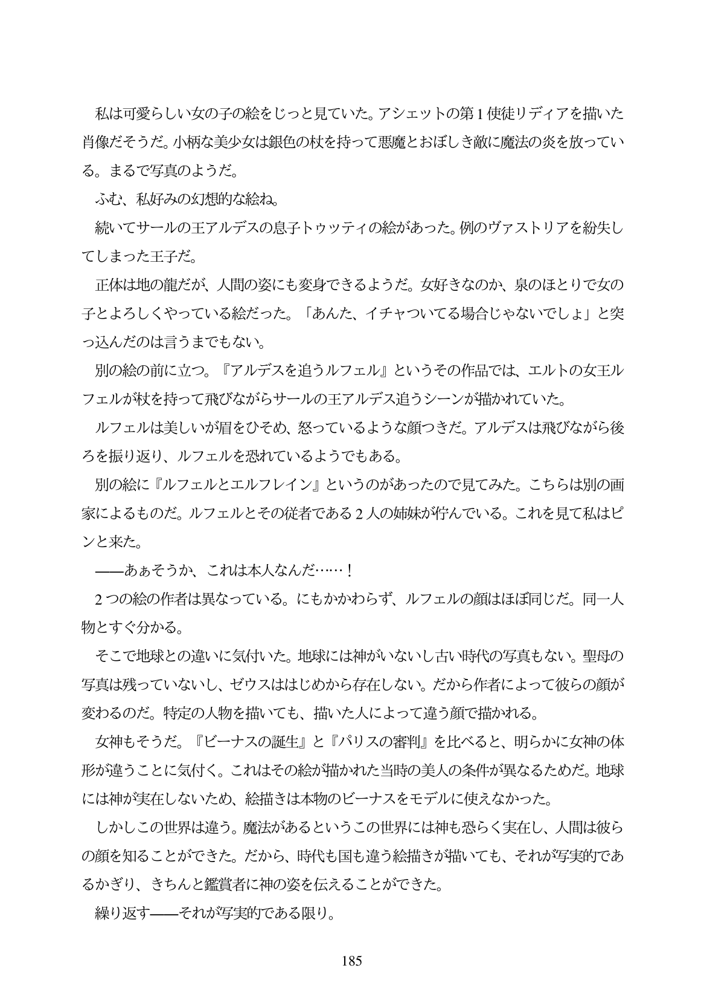 私は可愛らしい女の子の絵をじっと見ていた。アシェットの第1使徒リディアを描いた
肖像だそうだ。小柄な美少女は銀色の杖を持って悪魔とおぼしき敵に魔法の炎を放ってい
る。まるで写真のようだ。
ふむ、私好みの幻想的な絵ね。
続いてサールの王アルデスの息子トゥッティの絵があった。例のヴァストリアを紛失し
てしまった王子だ。
正体は地の龍だが、人間の姿にも変身できるようだ。女好きなのか、泉のほとりで女の
子とよろしくやっている絵だった。「あんた、イチャついてる場合じゃないでしょ」と突
っ込んだのは言うまでもない。
別の絵の前に立つ。『アルデスを追うルフェル』というその作品では、エルトの女王ル
フェルが杖を持って飛びながらサールの王アルデス追うシーンが描かれていた。
ルフェルは美しいが眉をひそめ、怒っているような顔つきだ。アルデスは飛びながら後
ろを振り返り、ルフェルを恐れているようでもある。
別の絵に『ルフェルとエルフレイン』というのがあったので見てみた。こちらは別の画
家によるものだ。ルフェルとその従者である2人の姉妹が佇んでいる。これを見て私はピ
ンと来た。
――あぁそうか、これは本人なんだ……！
2つの絵の作者は異なっている。にもかかわらず、ルフェルの顔はほぼ同じだ。同一人
物とすぐ分かる。
そこで地球との違いに気付いた。地球には神がいないし古い時代の写真もない。聖母の
写真は残っていないし、ゼウスははじめから存在しない。だから作者によって彼らの顔が
変わるのだ。特定の人物を描いても、描いた人によって違う顔で描かれる。
女神もそうだ。『ビーナスの誕生』と『パリスの審判』を比べると、明らかに女神の体
形が違うことに気付く。これはその絵が描かれた当時の美人の条件が異なるためだ。地球
には神が実在しないため、絵描きは本物のビーナスをモデルに使えなかった。
しかしこの世界は違う。魔法があるというこの世界には神も恐らく実在し、人間は彼ら
の顔を知ることができた。だから、時代も国も違う絵描きが描いても、それが写実的であ
るかぎり、きちんと鑑賞者に神の姿を伝えることができた。
繰り返す――それが写実的である限り。
185